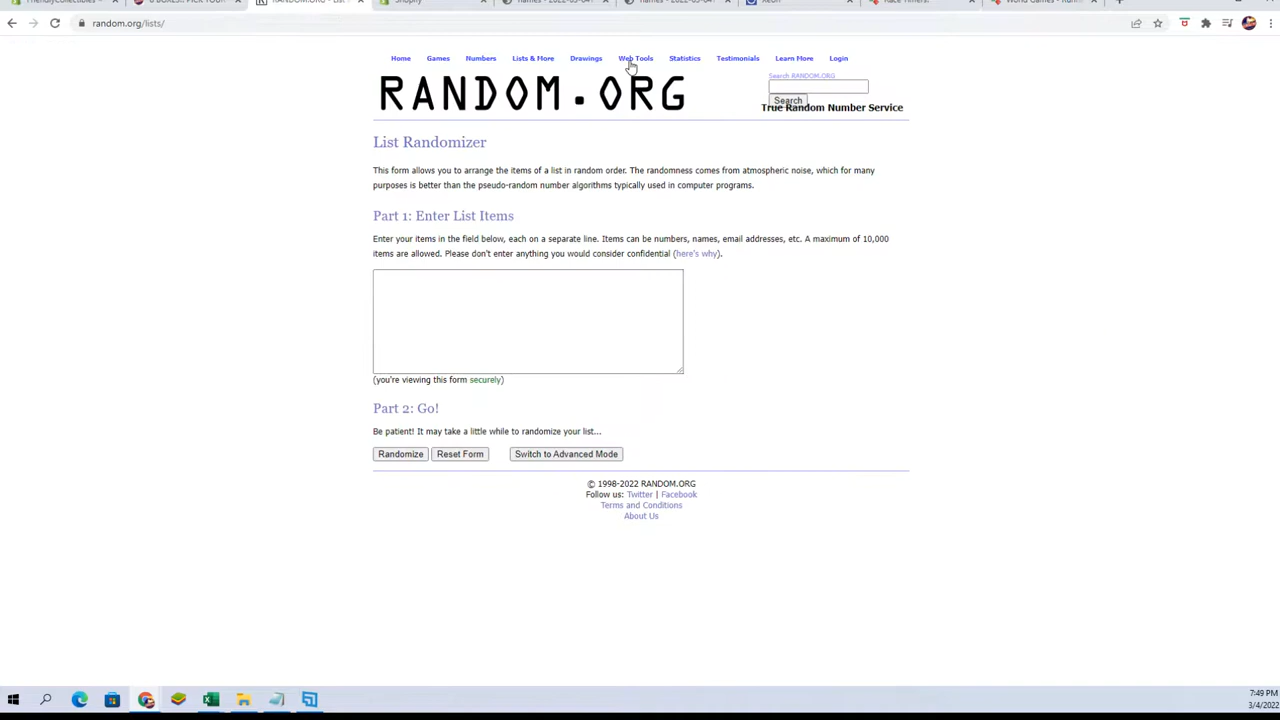 RANDOM.ORG - List
Shopify
random.org/lists/
Home Games Numbers Lists & More Drawings Web Tools Statistics Testimonials Learn More Login
RANDOM.ORG
Search RANDOM.ORG
Search
True Random Number Service
List Randomizer
This form allows you to arrange the items of a list in random order. The randomness comes from atmospheric noise, which for many
purposes is better than the pseudo-random number algorithms typically used in computer programs.
Part 1: Enter List Items
Enter your items in the field below, each on a separate line. Items can be numbers, names, email addresses, etc. A maximum of 10,000
items are allowed. Please don't enter anything you would consider confidential (here's why).
(you're viewing this form securely)
Part 2: Go!
Be patient! It may take a little while to randomize your list...
Randomize Reset Form Switch to Advanced Mode
© 1998-2022 RANDOM.ORG
Follow us: Twitter | Facebook
Terms and Conditions
About Us
7:49 PM
3/4/2022